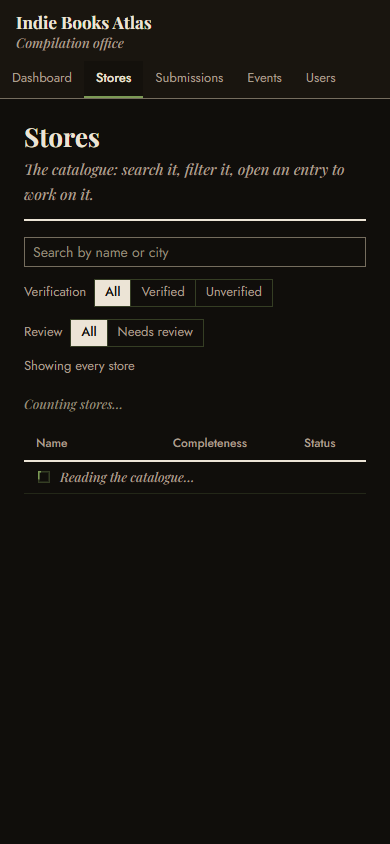 Indie Books Atlas
Compilation office
Dashboard Stores Submissions Events Users
Stores
The catalogue: search it, filter it, open an entry to
work on it.
Search by name or city
Verification All Verified Unverified
Review All Needs review
Showing every store
Counting stores…
Name Completeness Status
Reading the catalogue…